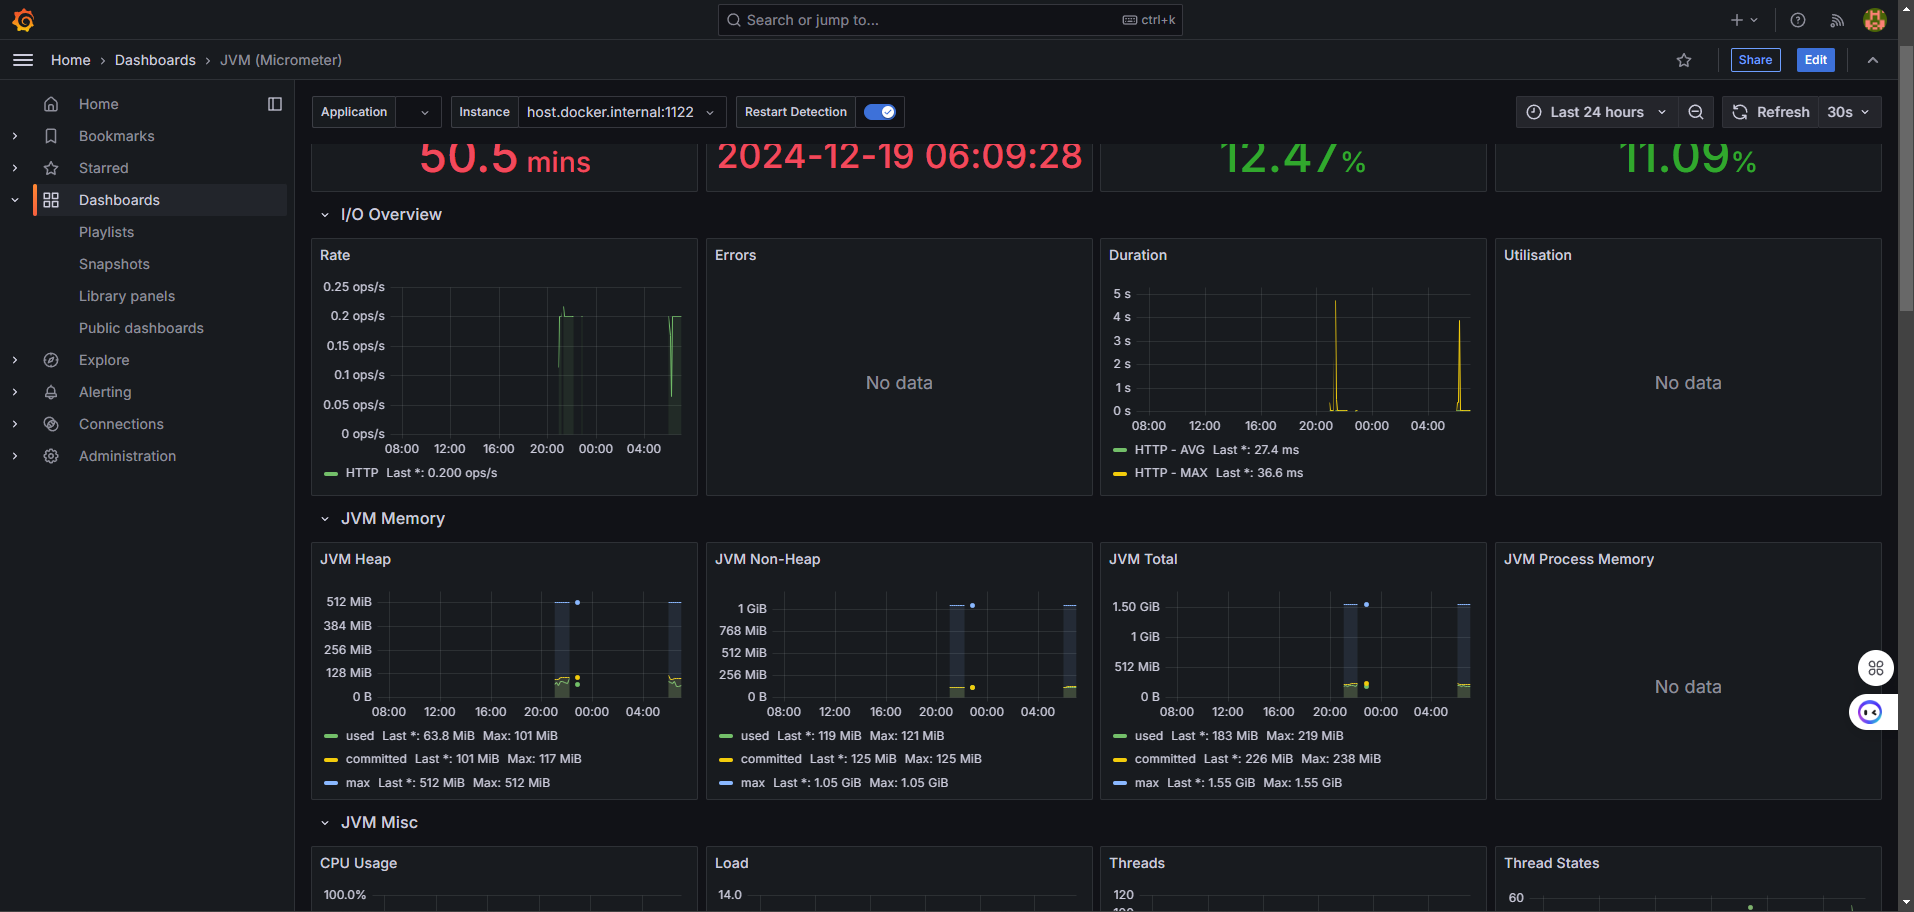 Search or jump to...
ctrl+k
Home › Dashboards › JVM (Micrometer)
Share
Edit
Home
Bookmarks
Starred
Dashboards
Playlists
Snapshots
Library panels
Public dashboards
Explore
Alerting
Connections
Administration
Application
Instance
host.docker.internal:1122
Restart Detection
Last 24 hours
Refresh
30s
50.5 mins
2024-12-19 06:09:28
12.47%
11.09%
I/O Overview
Rate
0.25 ops/s
0.2 ops/s
0.15 ops/s
0.1 ops/s
0.05 ops/s
0 ops/s
08:00 12:00 16:00 20:00 00:00 04:00
HTTP Last *: 0.200 ops/s
Errors
No data
Duration
5 s
4 s
3 s
2 s
1 s
0 s
08:00 12:00 16:00 20:00 00:00 04:00
HTTP - AVG Last *: 27.4 ms
HTTP - MAX Last *: 36.6 ms
Utilisation
No data
JVM Memory
JVM Heap
512 MiB
384 MiB
256 MiB
128 MiB
0 B
08:00 12:00 16:00 20:00 00:00 04:00
used Last *: 63.8 MiB Max: 101 MiB
committed Last *: 101 MiB Max: 117 MiB
max Last *: 512 MiB Max: 512 MiB
JVM Non-Heap
1 GiB
768 MiB
512 MiB
256 MiB
0 B
08:00 12:00 16:00 20:00 00:00 04:00
used Last *: 119 MiB Max: 121 MiB
committed Last *: 125 MiB Max: 125 MiB
max Last *: 1.05 GiB Max: 1.05 GiB
JVM Total
1.50 GiB
1 GiB
512 MiB
0 B
08:00 12:00 16:00 20:00 00:00 04:00
used Last *: 183 MiB Max: 219 MiB
committed Last *: 226 MiB Max: 238 MiB
max Last *: 1.55 GiB Max: 1.55 GiB
JVM Process Memory
No data
JVM Misc
CPU Usage
100.0%
Load
14.0
Threads
120
Thread States
60